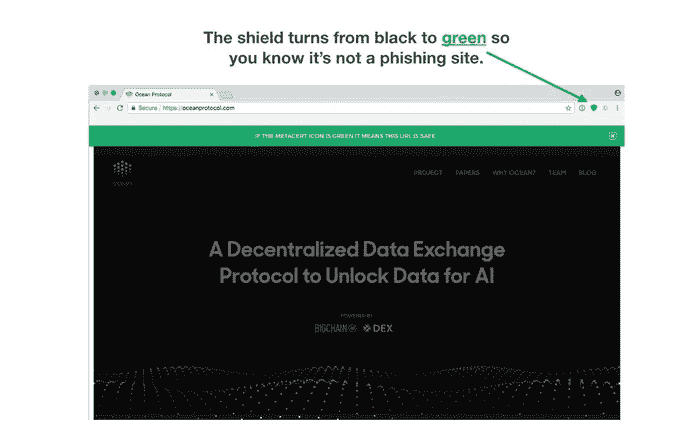 The shield turns from black to green so
you know it's not a phishing site.
Ocean Protocol
Secure | https://oceanprotocol.com
IF THE METACERT ICON IS GREEN IT MEANS THIS URL IS SAFE
PROJECT PAPERS WHY OCEAN? TEAM BLOG
A Decentralized Data Exchange
Protocol to Unlock Data for AI
POWERED BY
BIGCHAIN DEX